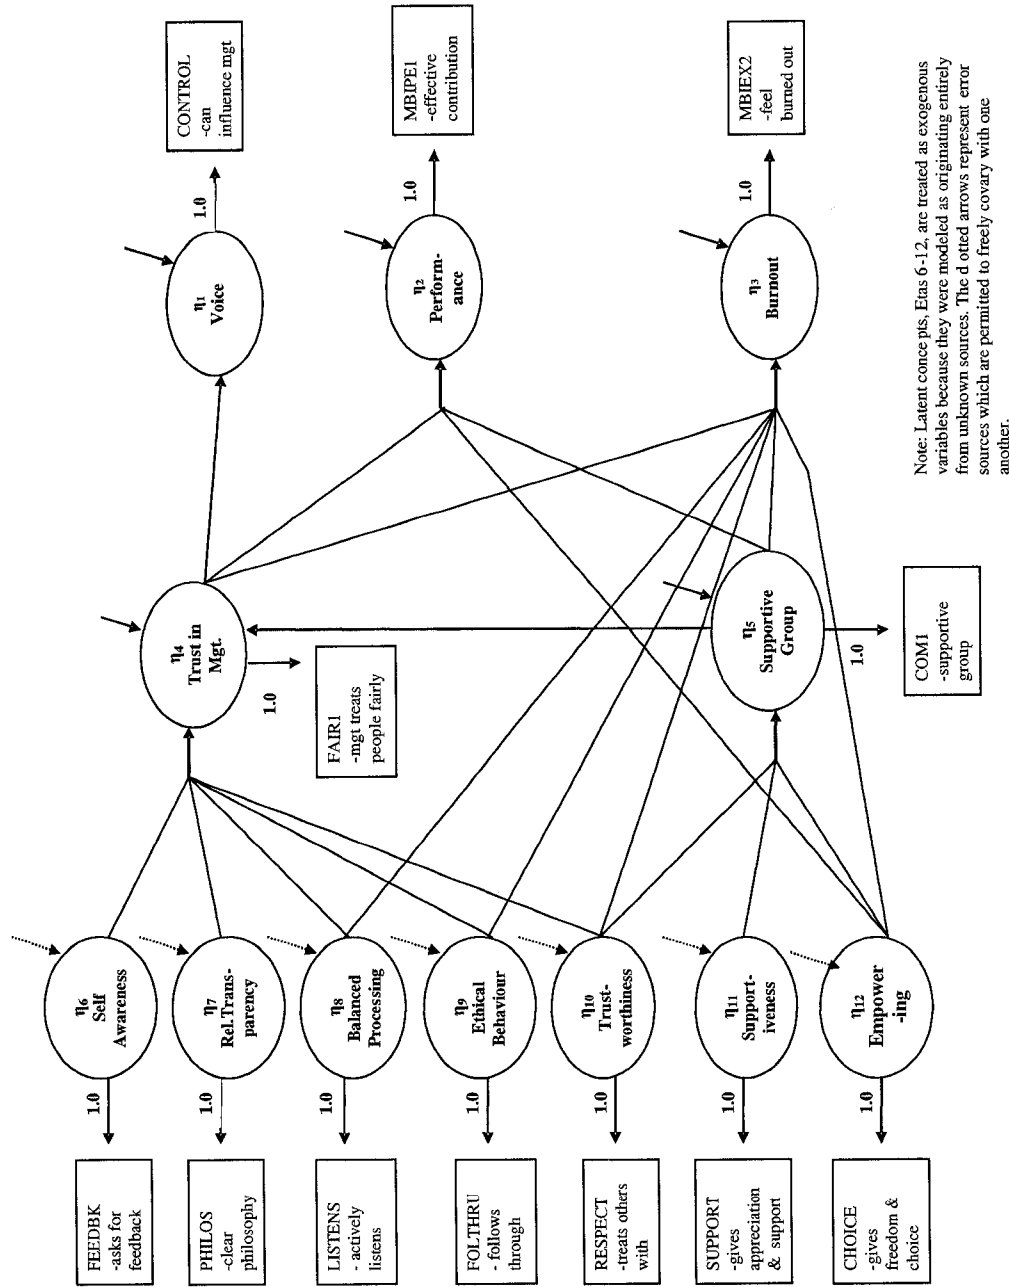 FEEDBK
-asks for
feedback
PHILOS
-clear
philosophy
LISTENS
- actively
listens
FOLTHRU
- follows
through
RESPECT
-treats others
with
SUPPORT
-gives
appreciation
& support
CHOICE
-gives
freedom &
choice
1.0
1.0
1.0
1.0
1.0
1.0
1.0
η6
Self
Awareness
η7
Rel.Trans-
parency
η8
Balanced
Processing
η9
Ethical
Behaviour
η10
Trust-
worthiness
η11
Support-
iveness
η12
Empower
-ing
η4
Trust in
Mgt.
1.0
FAIR1
-mgt treats
people fairly
η5
Supportive
Group
1.0
COM1
-supportive
group
η1
Voice
1.0
CONTROL
-can
influence mgt
η2
Perform-
ance
1.0
MBIPE1
-effective
contribution
η3
Burnout
1.0
MBIEX2
-feel
burned out
Note: Latent conce pts, Etas 6-12, are treated as exogenous
variables because they were modeled as originating entirely
from unknown sources. The d otted arrows represent error
sources which are permitted to freely covary with one
another.